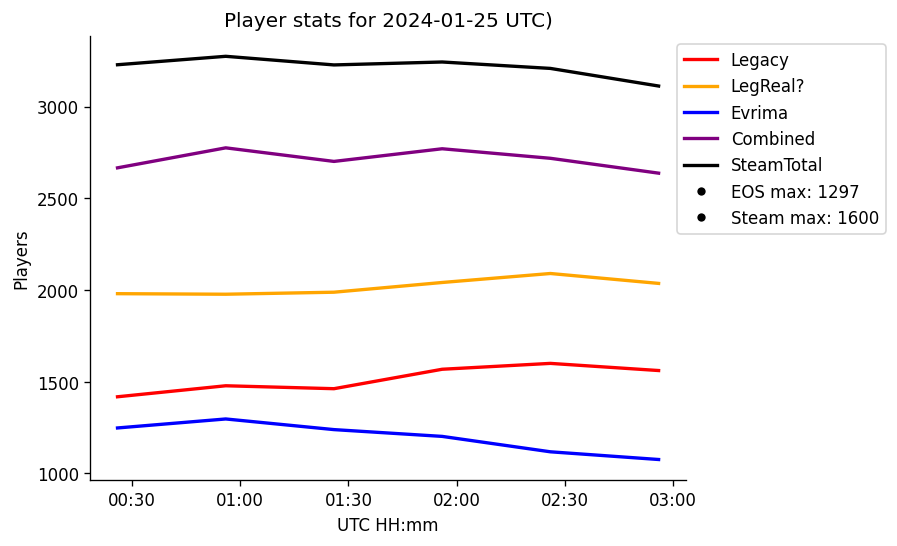 Player stats for 2024-01-25 UTC)
Legacy
LegReal?
Evrima
Combined
SteamTotal
EOS max: 1297
Steam max: 1600
Players
3000
2500
2000
1500
1000
00:30 01:00 01:30 02:00 02:30 03:00
UTC HH:mm